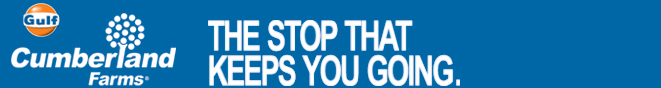 Gulf
Cumberland
Farms®
THE STOP THAT
KEEPS YOU GOING.